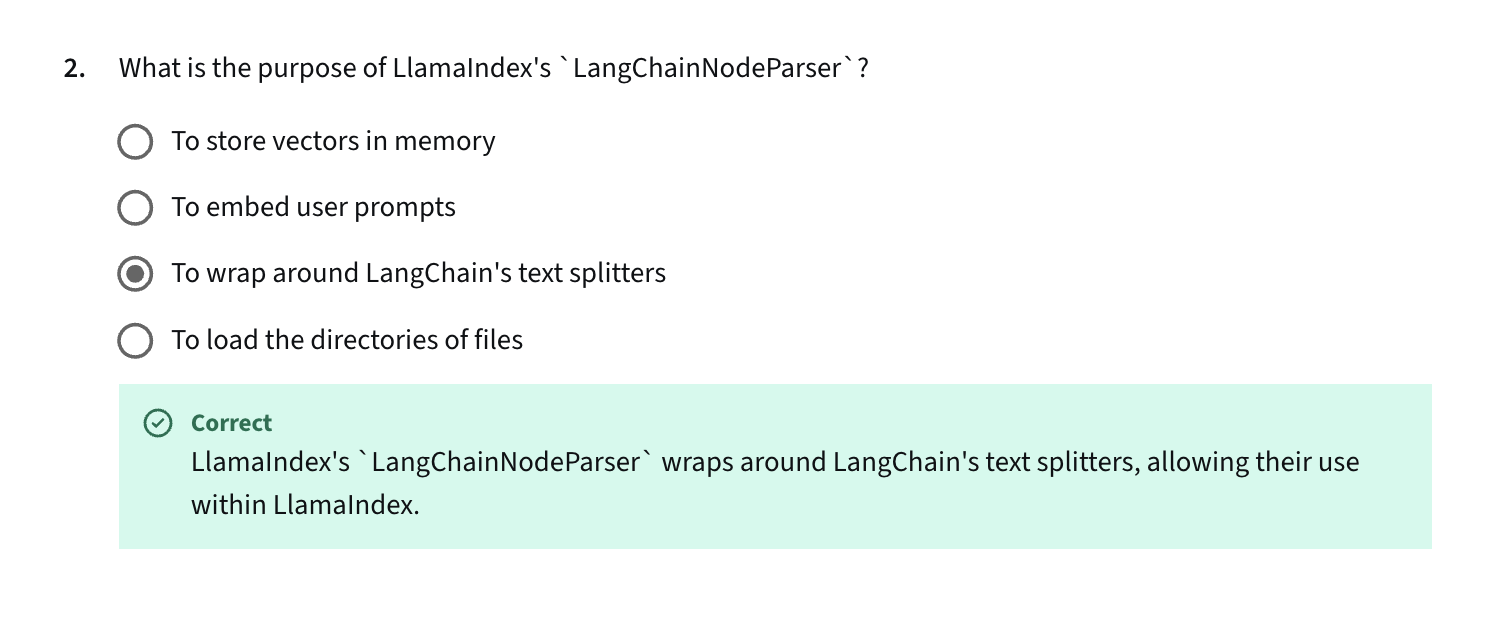 2. What is the purpose of LlamaIndex's `LangChainNodeParser`?
To store vectors in memory
To embed user prompts
To wrap around LangChain's text splitters
To load the directories of files
Correct
LlamaIndex's `LangChainNodeParser` wraps around LangChain's text splitters, allowing their use
within LlamaIndex.